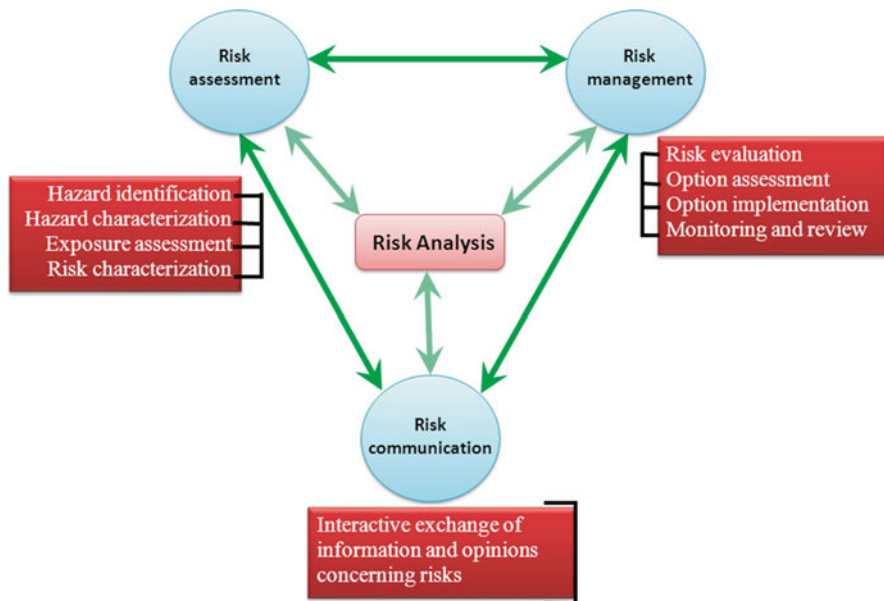 Risk
assessment
Risk
management
Hazard identification
Hazard characterization
Exposure assessment
Risk characterization
Risk evaluation
Option assessment
Option implementation
Monitoring and review
Risk Analysis
Risk
communication
Interactive exchange of
information and opinions
concerning risks